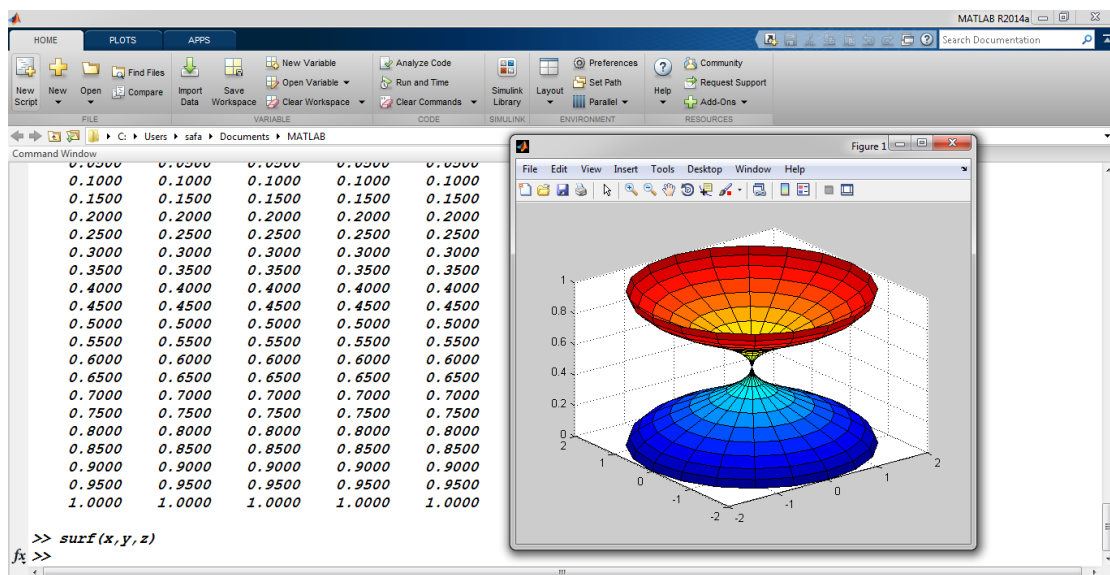 MATLAB R2014a
HOME PLOTS APPS
Search Documentation
New Script
New
Open
Find Files
Compare
Import Data
Save Workspace
New Variable
Open Variable
Clear Workspace
Analyze Code
Run and Time
Clear Commands
Simulink Library
Layout
Preferences
Set Path
Parallel
Help
Community
Request Support
Add-Ons
FILE VARIABLE CODE SIMULINK ENVIRONMENT RESOURCES
C: Users safa Documents MATLAB
Command Window
0.0500 0.0500 0.0500 0.0500 0.0500
0.1000 0.1000 0.1000 0.1000 0.1000
0.1500 0.1500 0.1500 0.1500 0.1500
0.2000 0.2000 0.2000 0.2000 0.2000
0.2500 0.2500 0.2500 0.2500 0.2500
0.3000 0.3000 0.3000 0.3000 0.3000
0.3500 0.3500 0.3500 0.3500 0.3500
0.4000 0.4000 0.4000 0.4000 0.4000
0.4500 0.4500 0.4500 0.4500 0.4500
0.5000 0.5000 0.5000 0.5000 0.5000
0.5500 0.5500 0.5500 0.5500 0.5500
0.6000 0.6000 0.6000 0.6000 0.6000
0.6500 0.6500 0.6500 0.6500 0.6500
0.7000 0.7000 0.7000 0.7000 0.7000
0.7500 0.7500 0.7500 0.7500 0.7500
0.8000 0.8000 0.8000 0.8000 0.8000
0.8500 0.8500 0.8500 0.8500 0.8500
0.9000 0.9000 0.9000 0.9000 0.9000
0.9500 0.9500 0.9500 0.9500 0.9500
1.0000 1.0000 1.0000 1.0000 1.0000
>> surf(x,y,z)
fx >>
Figure 1
File Edit View Insert Tools Desktop Window Help
1
0.8
0.6
0.4
0.2
0
2
1
0
-1
-2
-2
-1
0
1
2